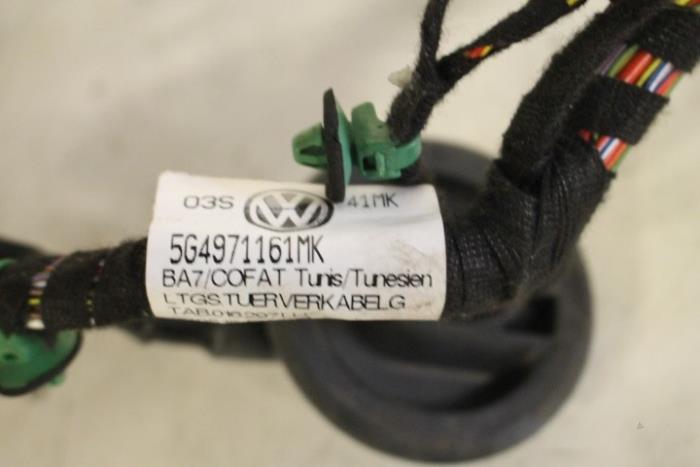 03S VW 41MK
5G4971161MK
BA7/COFAT Tunis/Tunesien
LTGS.TUERVERKABELG